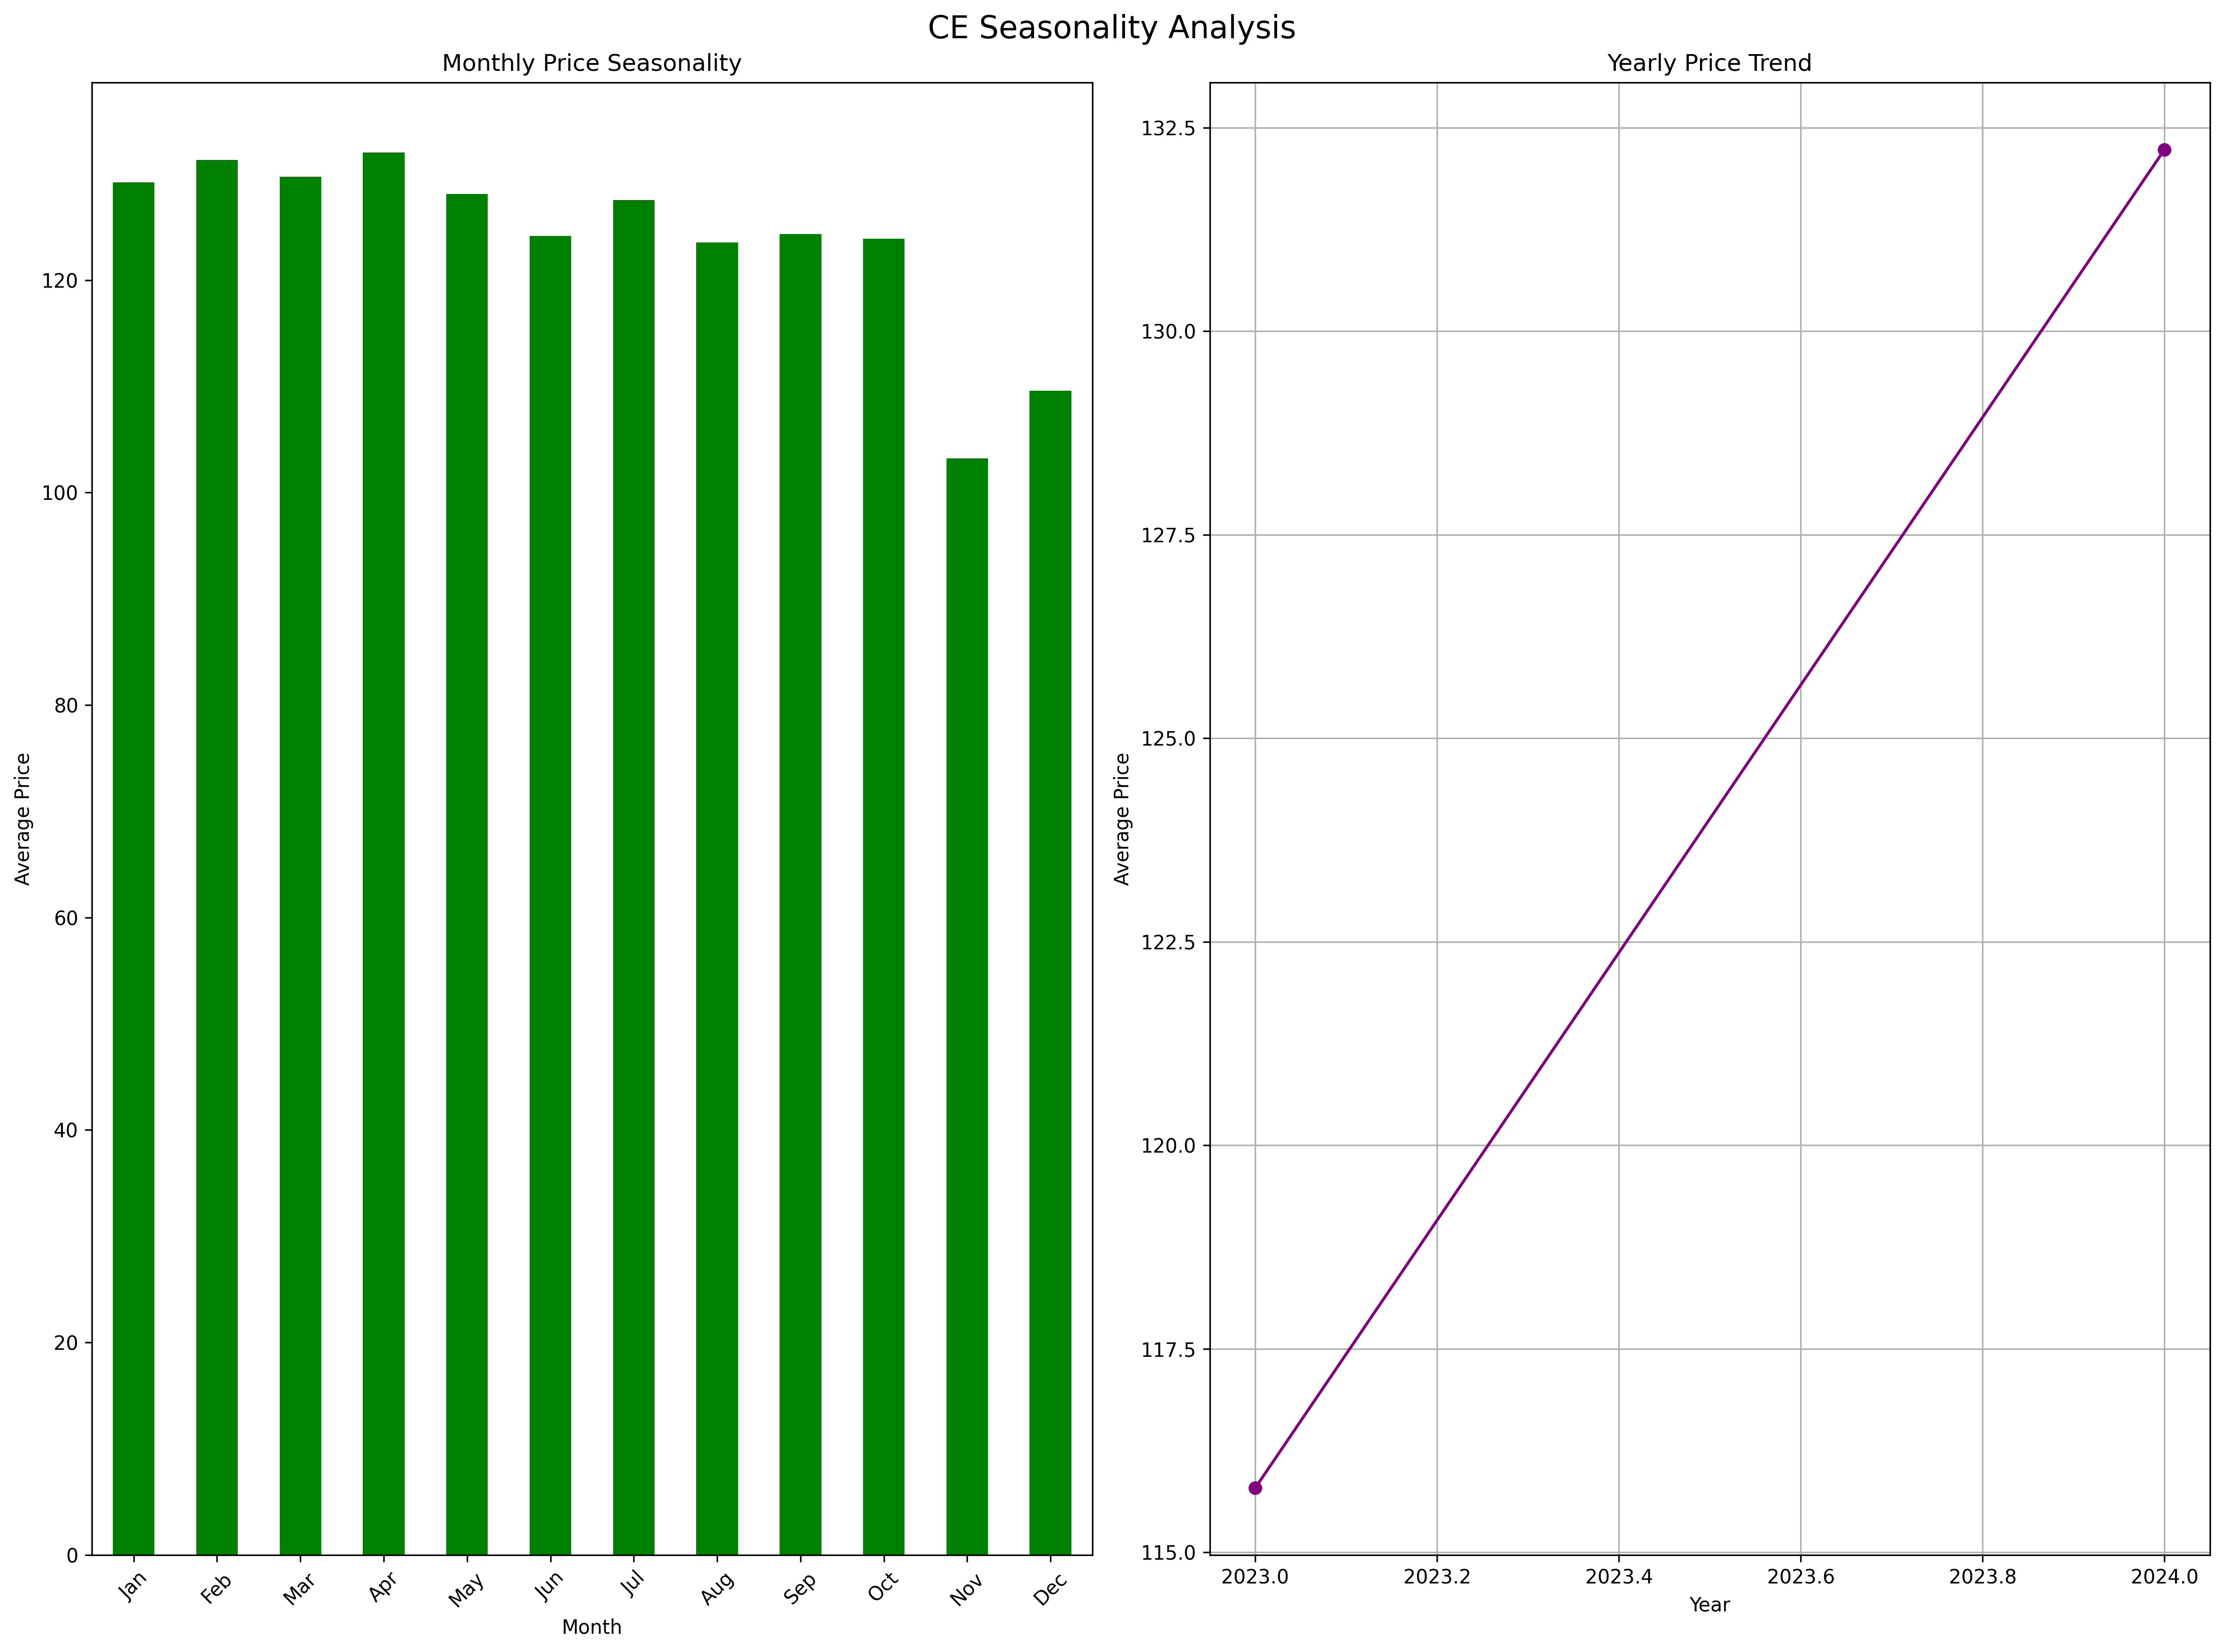 CE Seasonality Analysis
Monthly Price Seasonality
Average Price
120
100
80
60
40
20
0
Jan
Feb
Mar
Apr
May
Jun
Jul
Aug
Sep
Oct
Nov
Dec
Month
Yearly Price Trend
Average Price
132.5
130.0
127.5
125.0
122.5
120.0
117.5
115.0
2023.0
2023.2
2023.4
2023.6
2023.8
2024.0
Year